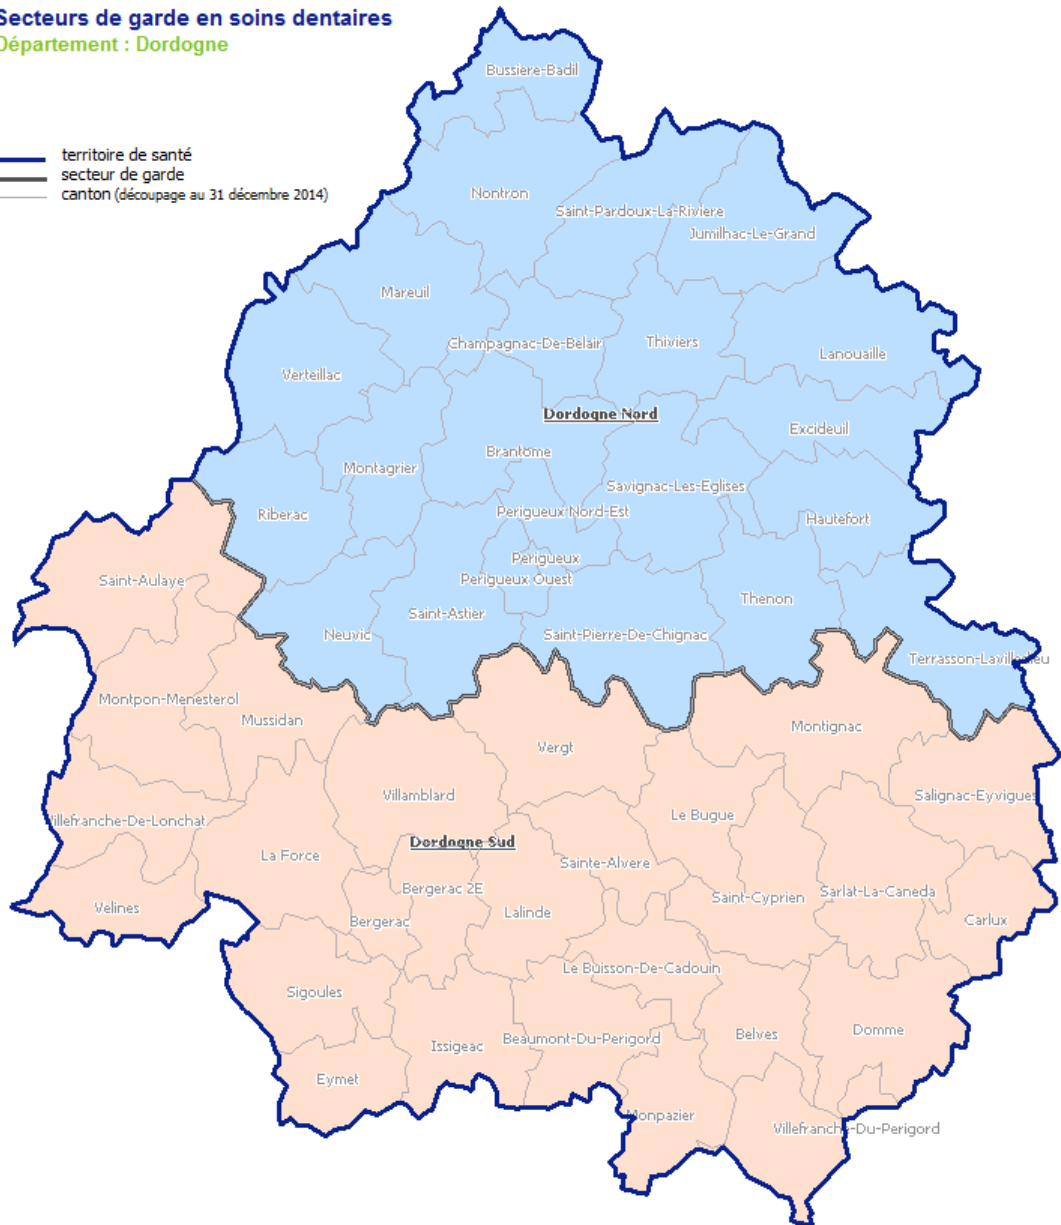 Secteurs de garde en soins dentaires
Département : Dordogne
territoire de santé
secteur de garde
canton (découpage au 31 décembre 2014)
Bussiere-Badil
Nontron
Saint-Pardoux-La-Riviere
Jumilhac-Le-Grand
Mareuil
Champagnac-De-Belair
Thiviers
Lanouaille
Verteillac
Dordogne Nord
Excideuil
Brantome
Montagrier
Savignac-Les-Eglises
Riberac
Perigueux Nord-Est
Hautefort
Perigueux
Perigueux Ouest
Saint-Aulaye
Thenon
Saint-Astier
Neuvic
Saint-Pierre-De-Chignac
Terrasson-Lavilledieu
Montpon-Menesterol
Mussidan
Montignac
Vergt
Villamblard
Salignac-Eyvigues
Le Bugue
illefranche-De-Lonchat
Dordogne Sud
La Force
Sainte-Alvere
Bergerac 2E
Sarlat-La-Caneda
Saint-Cyprien
Velines
Lalinde
Bergerac
Carlux
Le Buisson-De-Cadouin
Sigoules
Domme
Belves
Beaumont-Du-Perigord
Issigeac
Eymet
Monpazier
Villefranche-Du-Perigord